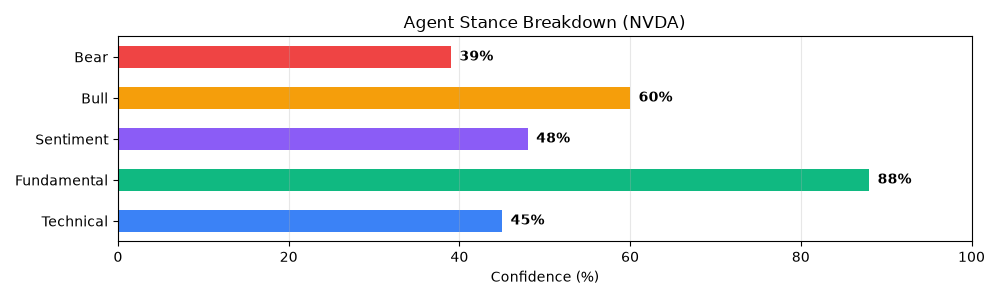 Agent Stance Breakdown (NVDA)
Bear 39%
Bull 60%
Sentiment 48%
Fundamental 88%
Technical 45%
0 20 40 60 80 100
Confidence (%)